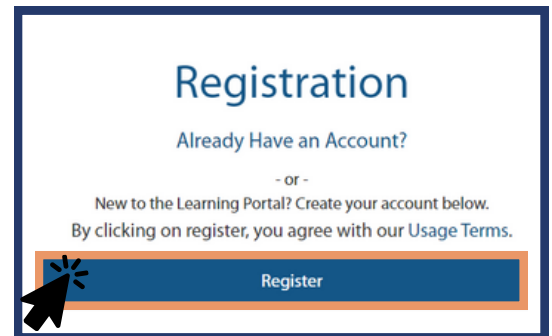 Registration
Already Have an Account?
- or -
New to the Learning Portal? Create your account below.
By clicking on register, you agree with our Usage Terms.
Register